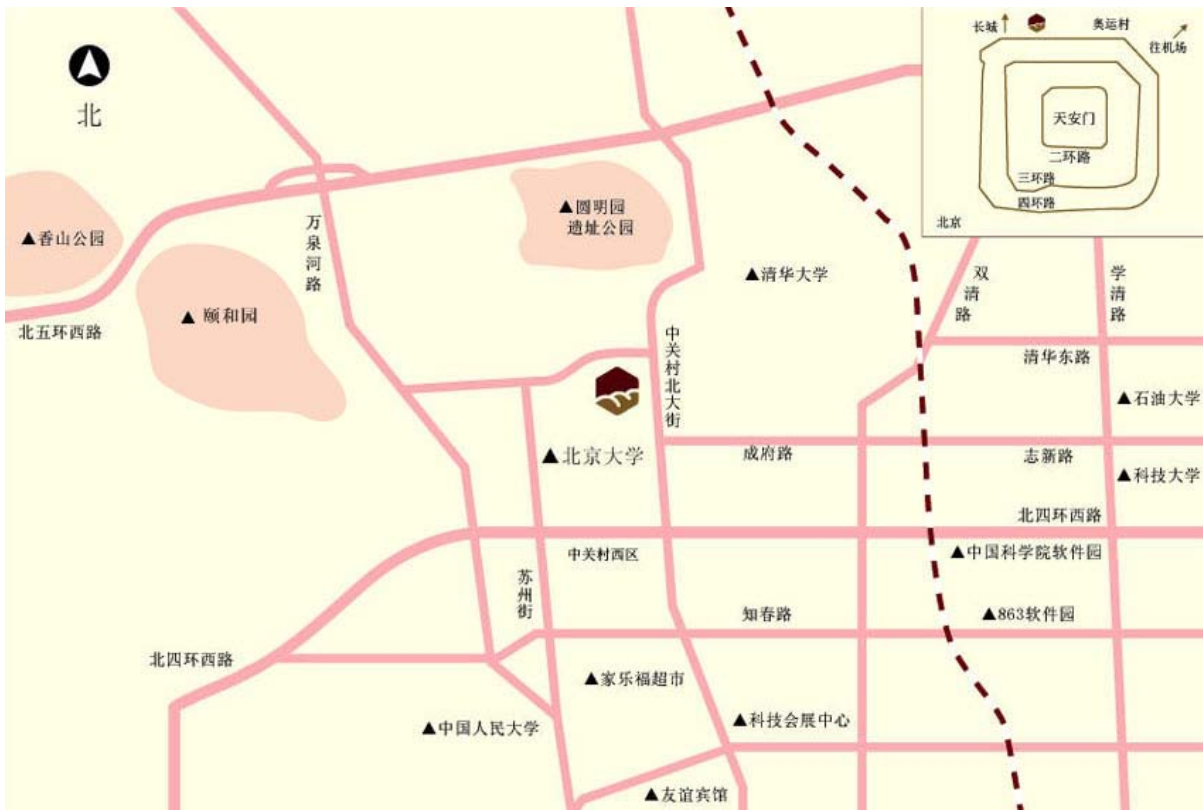 北
长城
奥运村
往机场
天安门
二环路
三环路
四环路
北京
▲香山公园
▲圆明园
遗址公园
万泉河路
▲清华大学
双清路
学清路
▲ 颐和园
北五环西路
中关村北大街
清华东路
▲石油大学
▲北京大学
成府路
志新路
▲科技大学
北四环西路
中关村西区
▲中国科学院软件园
苏州街
知春路
▲863软件园
北四环西路
▲家乐福超市
▲中国人民大学
▲科技会展中心
▲友谊宾馆